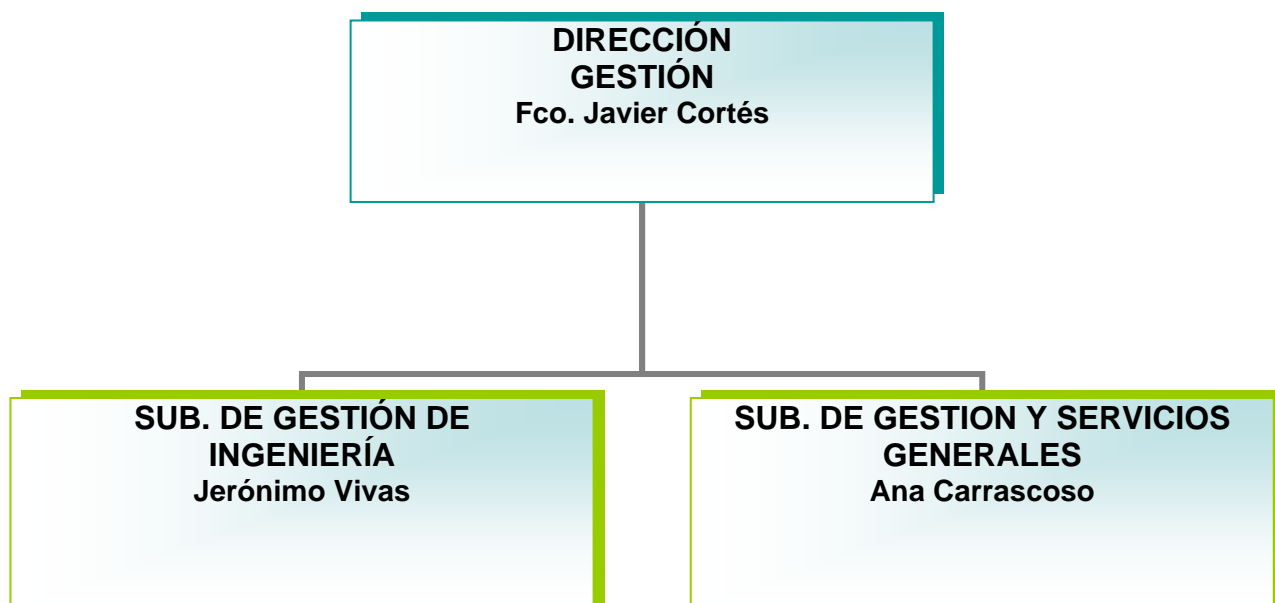 DIRECCIÓN
GESTIÓN
Fco. Javier Cortés
SUB. DE GESTIÓN DE
INGENIERÍA
Jerónimo Vivas
SUB. DE GESTION Y SERVICIOS
GENERALES
Ana Carrascoso